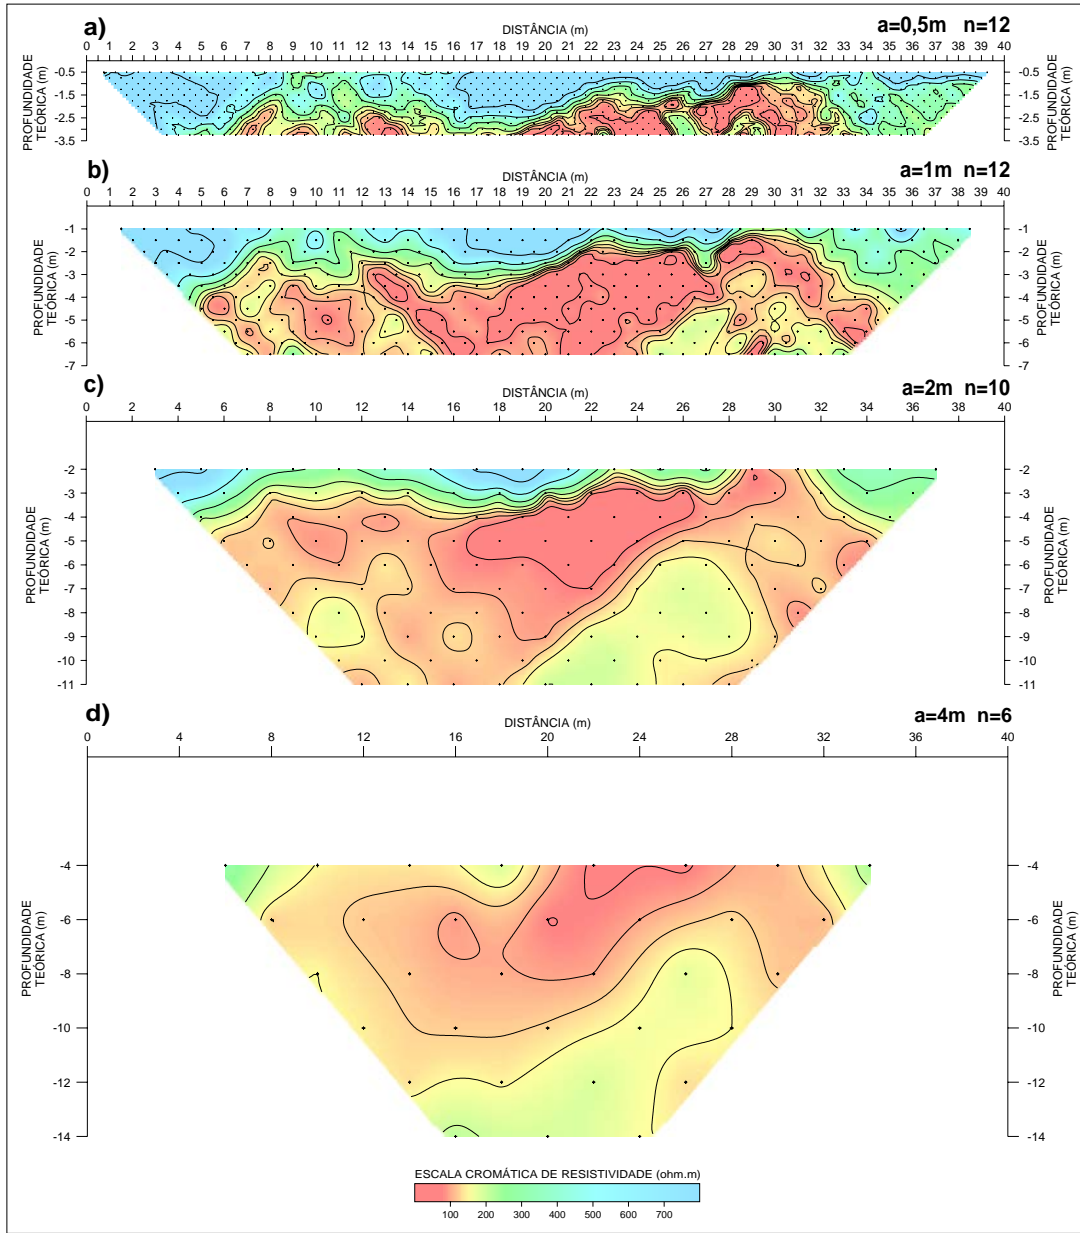 a)
DISTÂNCIA (m)
a=0,5m n=12
0 1 2 3 4 5 6 7 8 9 10 11 12 13 14 15 16 17 18 19 20 21 22 23 24 25 26 27 28 29 30 31 32 33 34 35 36 37 38 39 40
PROFUNDIDADE
TEÓRICA (m)
-0.5
-1.5
-2.5
-3.5
-0.5
-1.5
-2.5
-3.5
PROFUNDIDADE
TEÓRICA (m)
b)
DISTÂNCIA (m)
a=1m n=12
0 1 2 3 4 5 6 7 8 9 10 11 12 13 14 15 16 17 18 19 20 21 22 23 24 25 26 27 28 29 30 31 32 33 34 35 36 37 38 39 40
PROFUNDIDADE
TEÓRICA (m)
-1
-2
-3
-4
-5
-6
-7
-1
-2
-3
-4
-5
-6
-7
PROFUNDIDADE
TEÓRICA (m)
c)
DISTÂNCIA (m)
a=2m n=10
0 2 4 6 8 10 12 14 16 18 20 22 24 26 28 30 32 34 36 38 40
PROFUNDIDADE
TEÓRICA (m)
-2
-3
-4
-5
-6
-7
-8
-9
-10
-11
-2
-3
-4
-5
-6
-7
-8
-9
-10
-11
PROFUNDIDADE
TEÓRICA (m)
d)
DISTÂNCIA (m)
a=4m n=6
0 4 8 12 16 20 24 28 32 36 40
PROFUNDIDADE
TEÓRICA (m)
-4
-6
-8
-10
-12
-14
-4
-6
-8
-10
-12
-14
PROFUNDIDADE
TEÓRICA (m)
ESCALA CROMÁTICA DE RESISTIVIDADE (ohm.m)
100 200 300 400 500 600 700